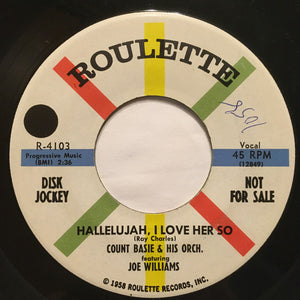 ROULETTE
R-4103
Progressive Music
(BMI) 2:36
Vocal
45 RPM
(12849)
DISK
JOCKEY
NOT
FOR SALE
HALLELUJAH, I LOVE HER SO
(Ray Charles)
COUNT BASIE & HIS ORCH.
featuring
JOE WILLIAMS
© 1958 ROULETTE RECORDS, INC.